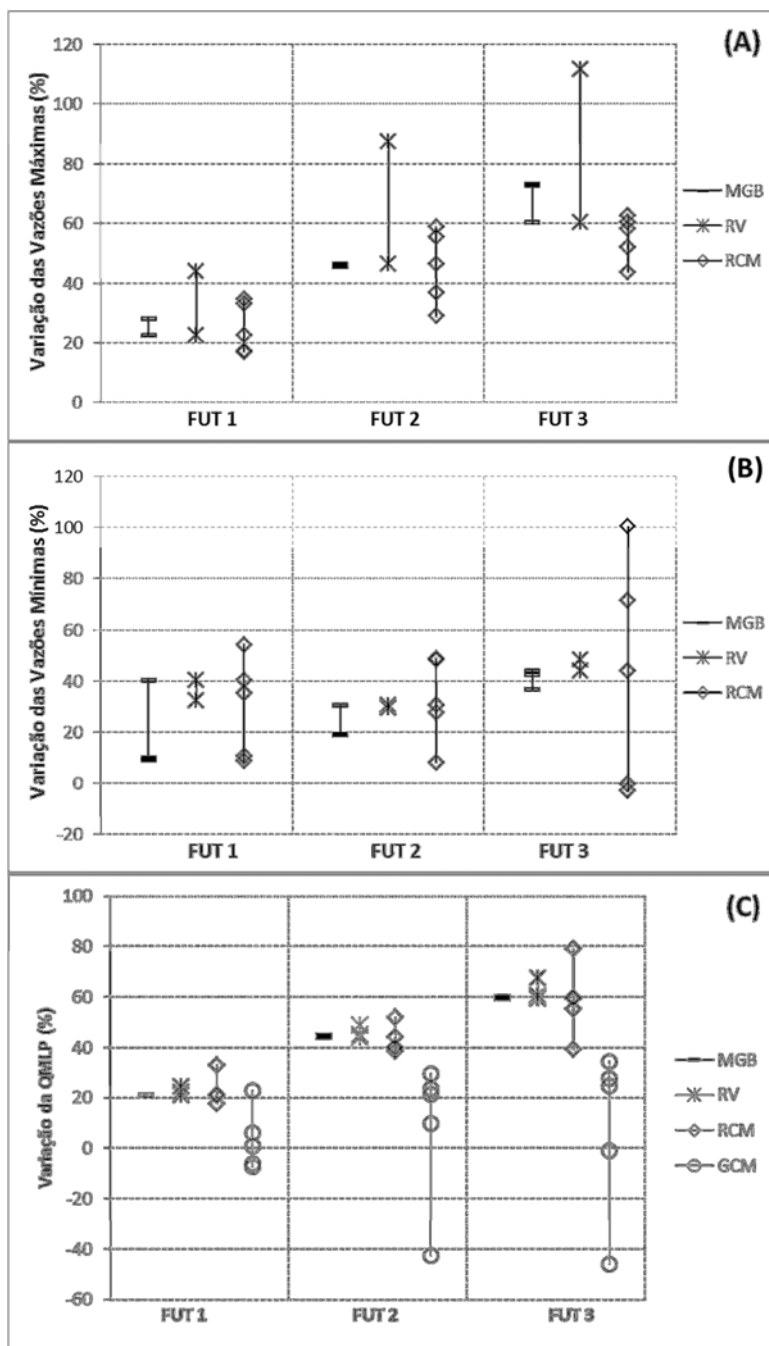 (A)
Variação das Vazões Máximas (%)
120
100
80
60
40
20
0
FUT 1
FUT 2
FUT 3
MGB
RV
RCM
(B)
Variação das Vazões Mínimas (%)
120
100
80
60
40
20
0
-20
FUT 1
FUT 2
FUT 3
MGB
RV
RCM
(C)
Variação da QMLP (%)
100
80
60
40
20
0
-20
-40
-60
FUT 1
FUT 2
FUT 3
MGB
RV
RCM
GCM